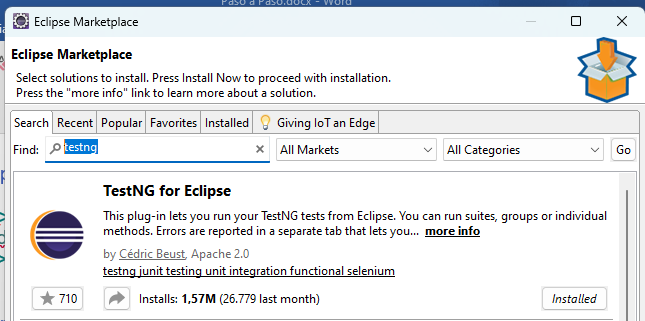 Paso a Paso.docx - Word
Eclipse Marketplace
Eclipse Marketplace
Select solutions to install. Press Install Now to proceed with installation.
Press the "more info" link to learn more about a solution.
Search Recent Popular Favorites Installed Giving IoT an Edge
Find: testng All Markets All Categories Go
TestNG for Eclipse
This plug-in lets you run your TestNG tests from Eclipse. You can run suites, groups or individual
methods. Errors are reported in a separate tab that lets you... more info
by Cédric Beust, Apache 2.0
testng junit testing unit integration functional selenium
710 Installs: 1,57M (26.779 last month) Installed